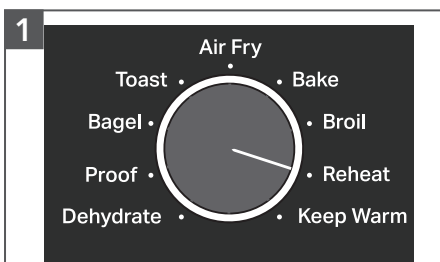 1
Air Fry
Toast Bake
Bagel Broil
Proof Reheat
Dehydrate Keep Warm